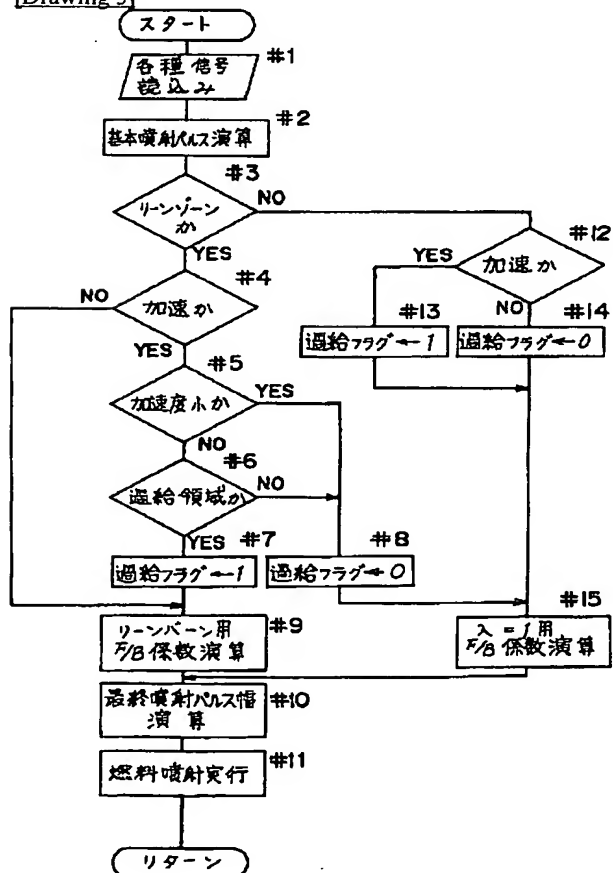 [Drawing 3]
スタート
各種信号
読込み
#1
基本噴射パルス演算
#2
#3
リーンゾーン
か
NO
YES
#4
NO
加速か
YES
#5
加速度小か
YES
NO
#6
過給領域か
NO
YES
#7
過給フラグ←1
#8
過給フラグ←0
#9
リーンバーン用
F/B係数演算
#10
最終噴射パルス幅
演算
#11
燃料噴射実行
リターン
#12
YES
加速か
NO
#13
過給フラグ←1
#14
過給フラグ←0
#15
λ=1用
F/B係数演算